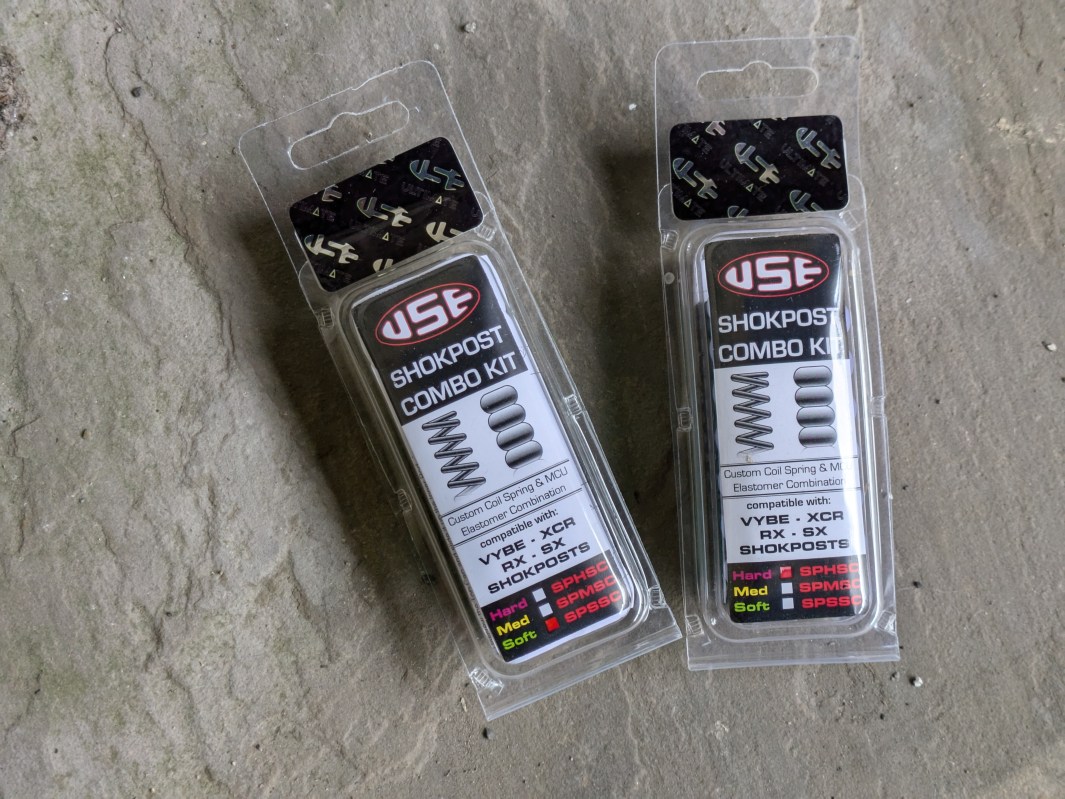 USE
SHOKPOST
COMBO KIT
Custom Coil Spring & MCU
Elastomer Combination
compatible with:
VYBE - XCR
RX - SX
SHOKPOSTS
Hard SPHSC
Med SPMSC
Soft SPSSC
USE
SHOKPOST
COMBO KIT
Custom Coil Spring & MCU
Elastomer Combination
compatible with:
VYBE - XCR
RX - SX
SHOKPOSTS
Hard SPHSC
Med SPMSC
Soft SPSSC